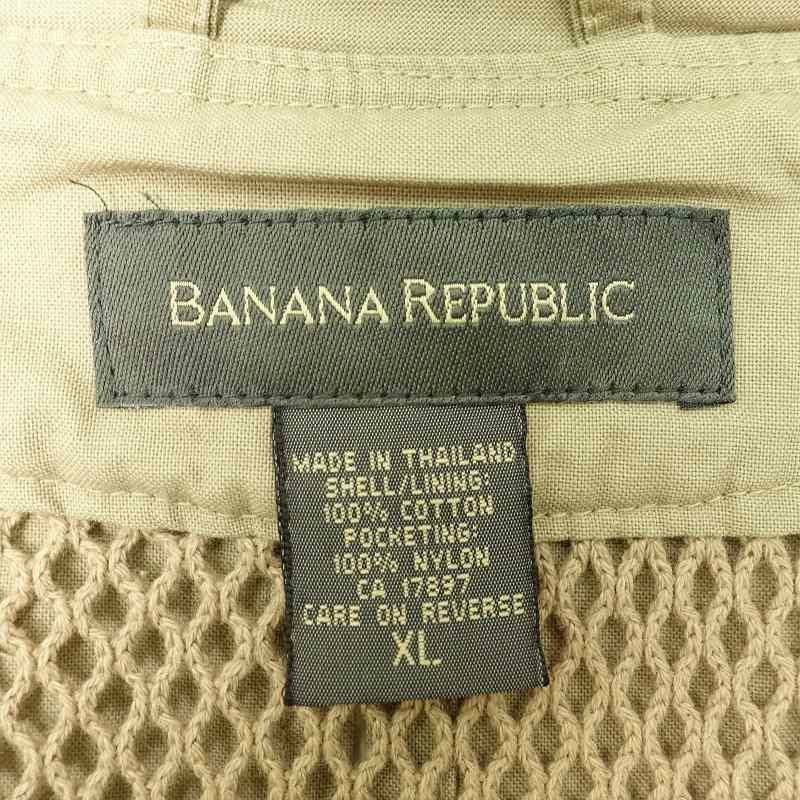 BANANA REPUBLIC
MADE IN THAILAND
SHELL/LINING:
100% COTTON
POCKETING:
100% NYLON
CA 17897
CARE ON REVERSE
XL